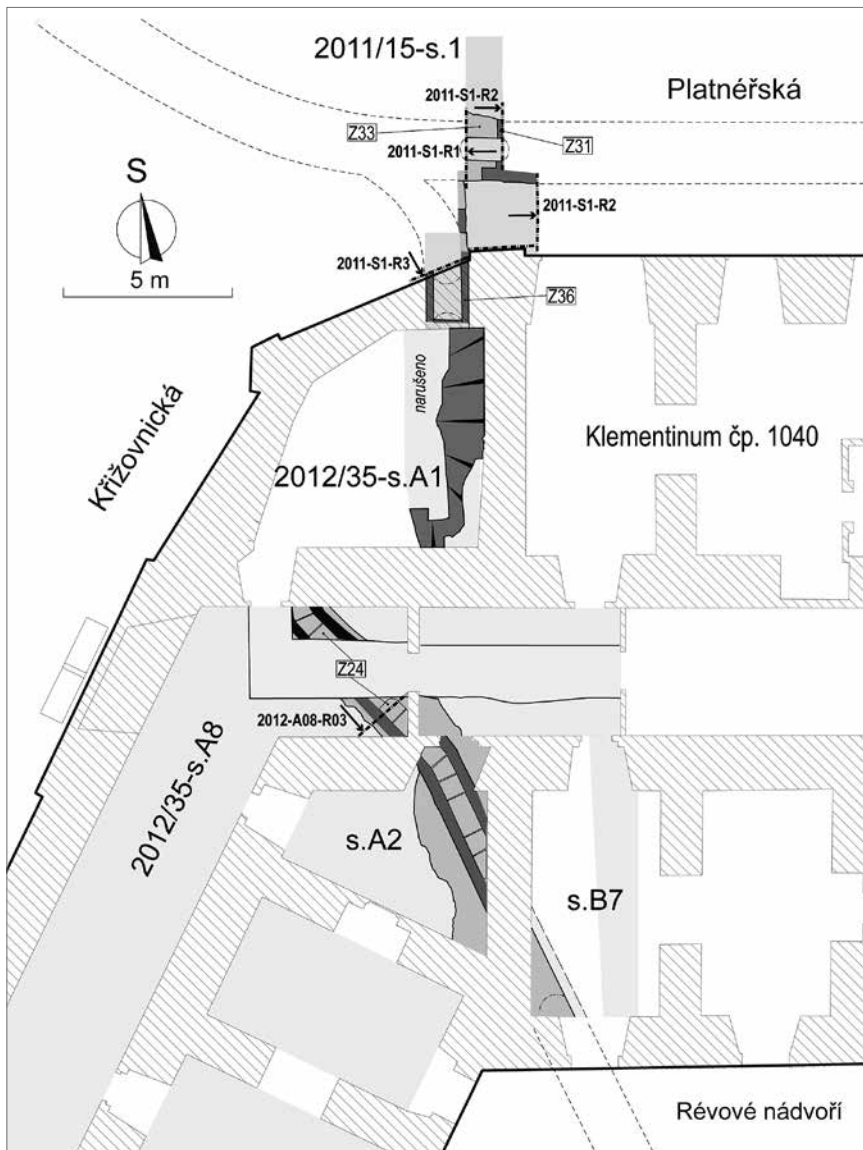 2011/15-s.1
Platnéřská
2011-S1-R2
Z33
Z31
2011-S1-R1
S
2011-S1-R2
2011-S1-R3
5 m
Z36
narušeno
Křižovnická
Klementinum čp. 1040
2012/35-s.A1
Z24
2012-A08-R03
2012/35-s.A8
s.A2
s.B7
Révové nádvoří